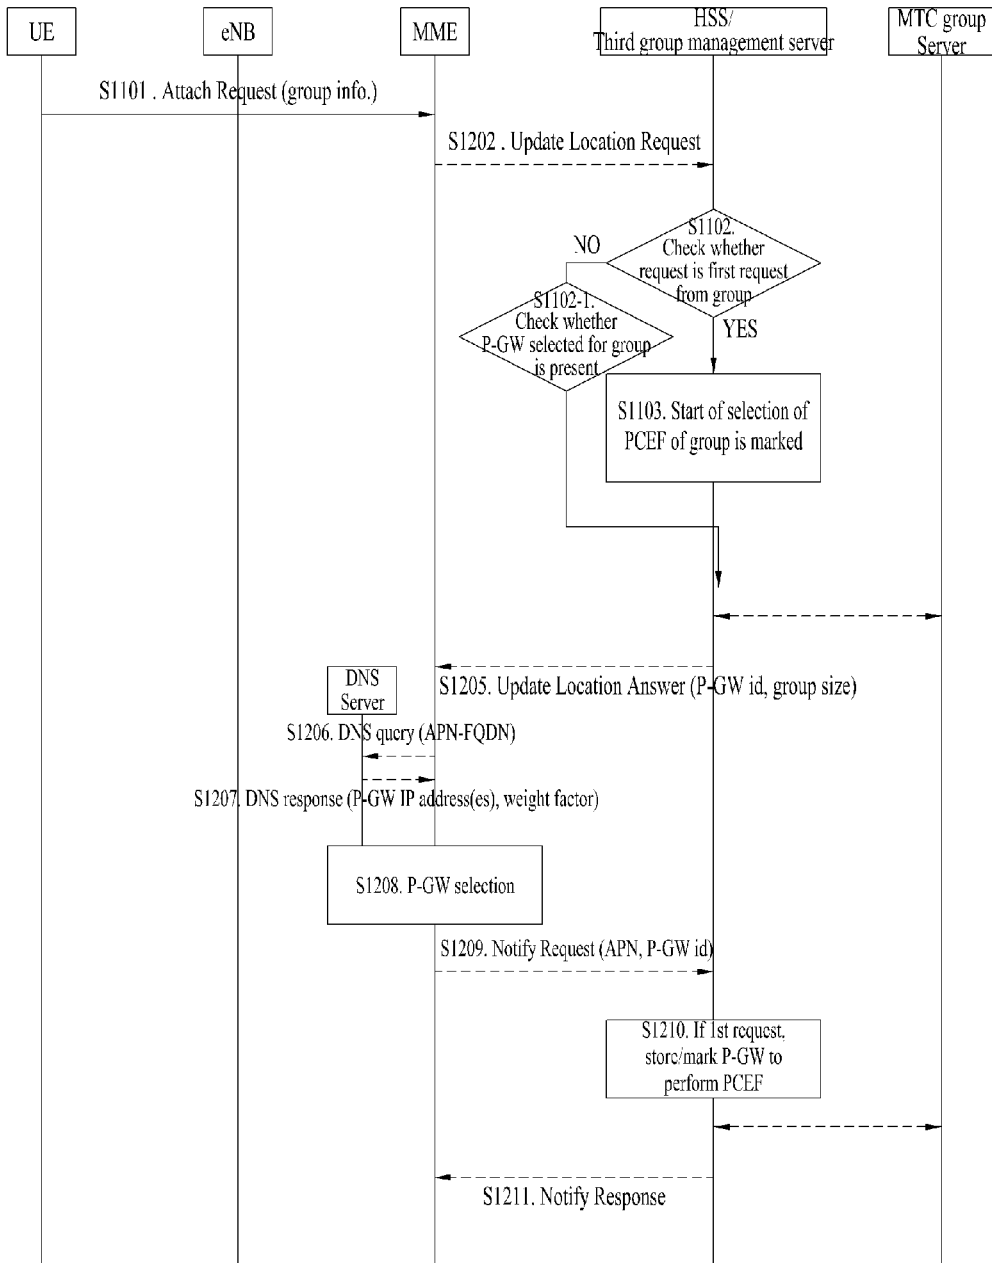 UE
eNB
MME
HSS/
Third group management server
MTC group
Server
S1101 . Attach Request (group info.)
S1202 . Update Location Request
S1102.
Check whether
request is first request
from group
NO
YES
S1102-1.
Check whether
P-GW selected for group
is present
S1103. Start of selection of
PCEF of group is marked
S1205. Update Location Answer (P-GW id, group size)
DNS
Server
S1206. DNS query (APN-FQDN)
S1207. DNS response (P-GW IP address(es), weight factor)
S1208. P-GW selection
S1209. Notify Request (APN, P-GW id)
S1210. If 1st request,
store/mark P-GW to
perform PCEF
S1211. Notify Response